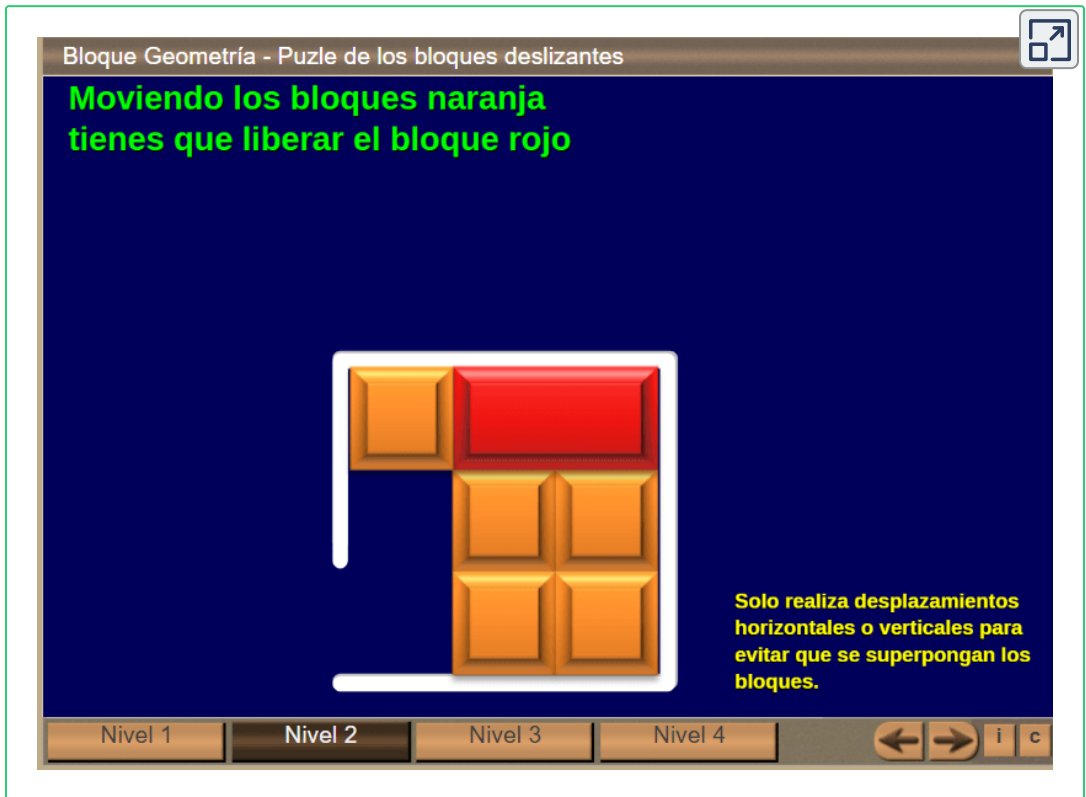 Bloque Geometría - Puzle de los bloques deslizantes
Moviendo los bloques naranja
tienes que liberar el bloque rojo
Solo realiza desplazamientos
horizontales o verticales para
evitar que se superpongan los
bloques.
Nivel 1 Nivel 2 Nivel 3 Nivel 4 i c